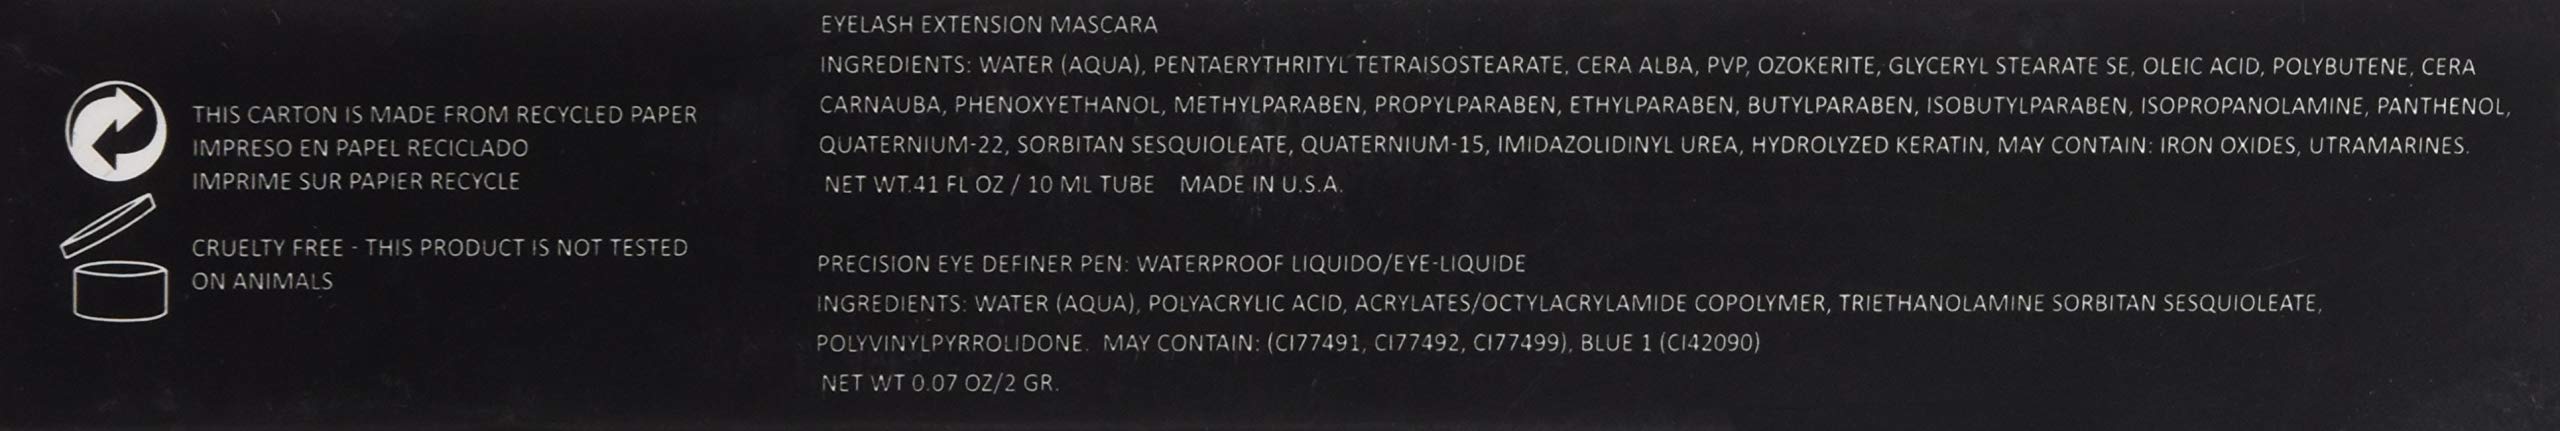 THIS CARTON IS MADE FROM RECYCLED PAPER
IMPRESO EN PAPEL RECICLADO
IMPRIME SUR PAPIER RECYCLE
CRUELTY FREE - THIS PRODUCT IS NOT TESTED
ON ANIMALS
EYELASH EXTENSION MASCARA
INGREDIENTS: WATER (AQUA), PENTAERYTHRITYL TETRAISOSTEARATE, CERA ALBA, PVP, OZOKERITE, GLYCERYL STEARATE SE, OLEIC ACID, POLYBUTENE, CERA
CARNAUBA, PHENOXYETHANOL, METHYLPARABEN, PROPYLPARABEN, ETHYLPARABEN, BUTYLPARABEN, ISOBUTYLPARABEN, ISOPROPANOLAMINE, PANTHENOL,
QUATERNIUM-22, SORBITAN SESQUIOLEATE, QUATERNIUM-15, IMIDAZOLIDINYL UREA, HYDROLYZED KERATIN, MAY CONTAIN: IRON OXIDES, UTRAMARINES.
NET WT.41 FL OZ / 10 ML TUBE MADE IN U.S.A.
PRECISION EYE DEFINER PEN: WATERPROOF LIQUIDO/EYE-LIQUIDE
INGREDIENTS: WATER (AQUA), POLYACRYLIC ACID, ACRYLATES/OCTYLACRYLAMIDE COPOLYMER, TRIETHANOLAMINE SORBITAN SESQUIOLEATE,
POLYVINYLPYRROLIDONE. MAY CONTAIN: (CI77491, CI77492, CI77499), BLUE 1 (CI42090)
NET WT 0.07 OZ/2 GR.